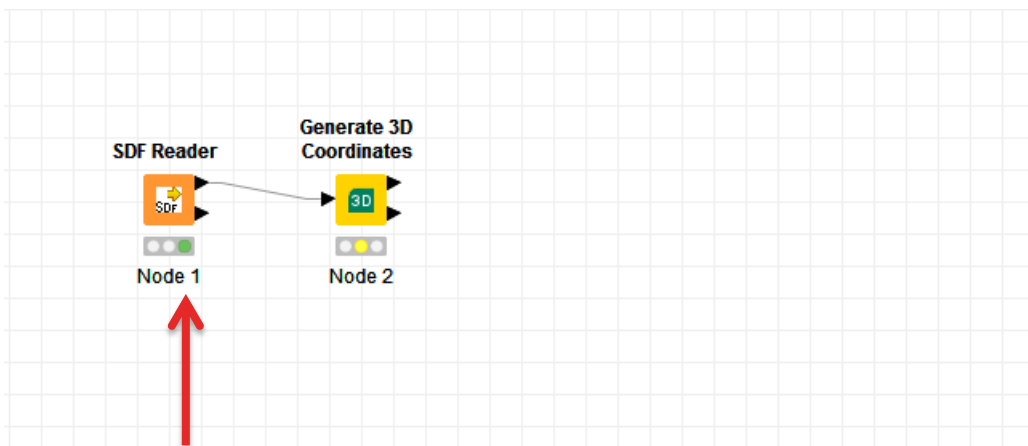 SDF Reader
Generate 3D
Coordinates
SDF
3D
Node 1
Node 2